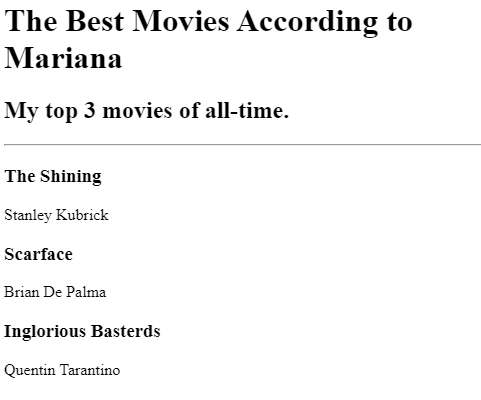 The Best Movies According to
Mariana
My top 3 movies of all-time.
The Shining
Stanley Kubrick
Scarface
Brian De Palma
Inglorious Basterds
Quentin Tarantino